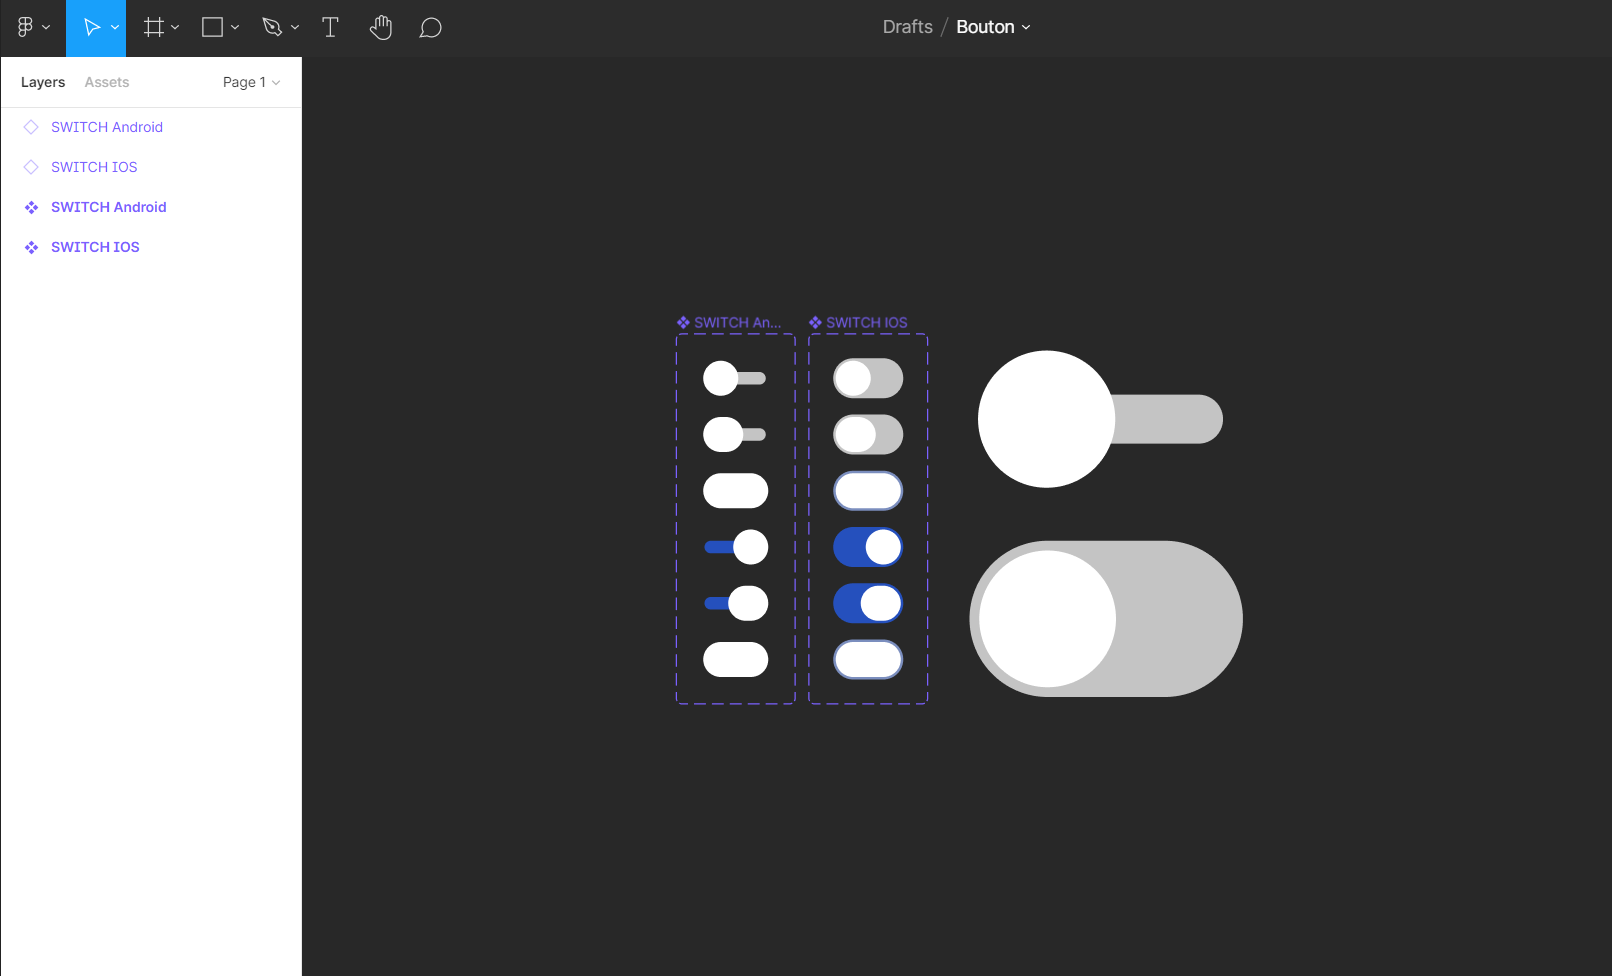 Drafts / Bouton
Layers Assets Page 1
SWITCH Android
SWITCH IOS
SWITCH Android
SWITCH IOS
SWITCH An... SWITCH IOS